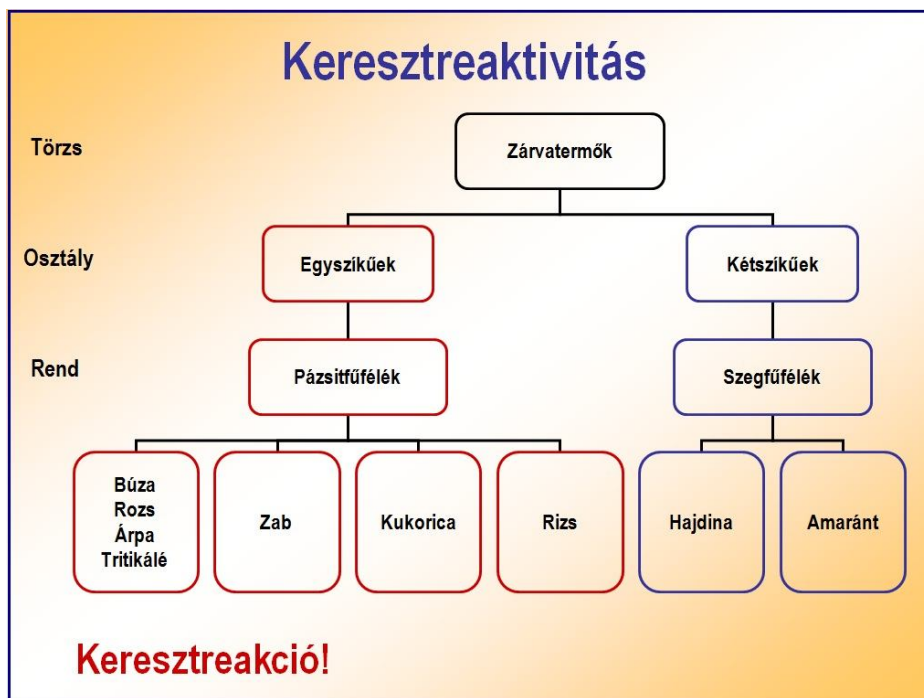 Keresztreaktivitás
Törzs
Zárvatermők
Osztály
Egyszíkűek
Kétszíkűek
Rend
Pázsitfűfélék
Szegfűfélék
Búza
Rozs
Árpa
Tritikálé
Zab
Kukorica
Rizs
Hajdina
Amaránt
Keresztreakció!